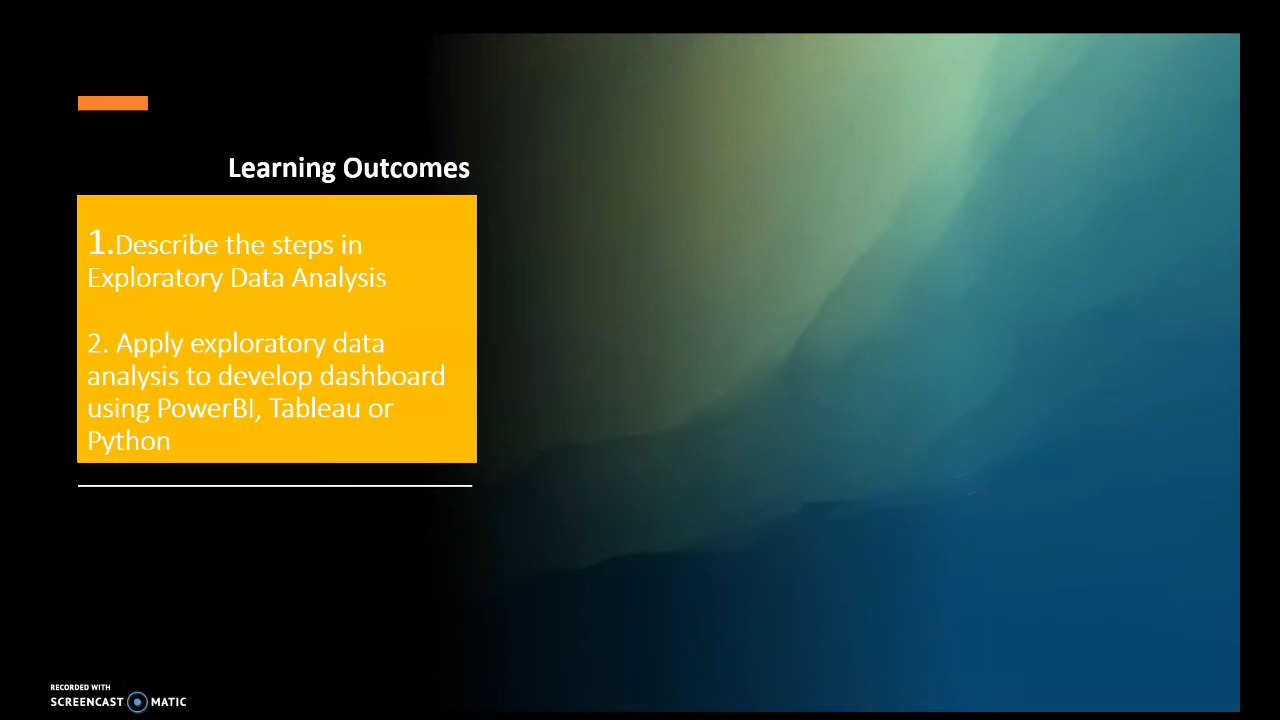 Learning Outcomes
1.Describe the steps in
Exploratory Data Analysis
2. Apply exploratory data
analysis to develop dashboard
using PowerBI, Tableau or
Python
RECORDED WITH
SCREENCAST MATIC